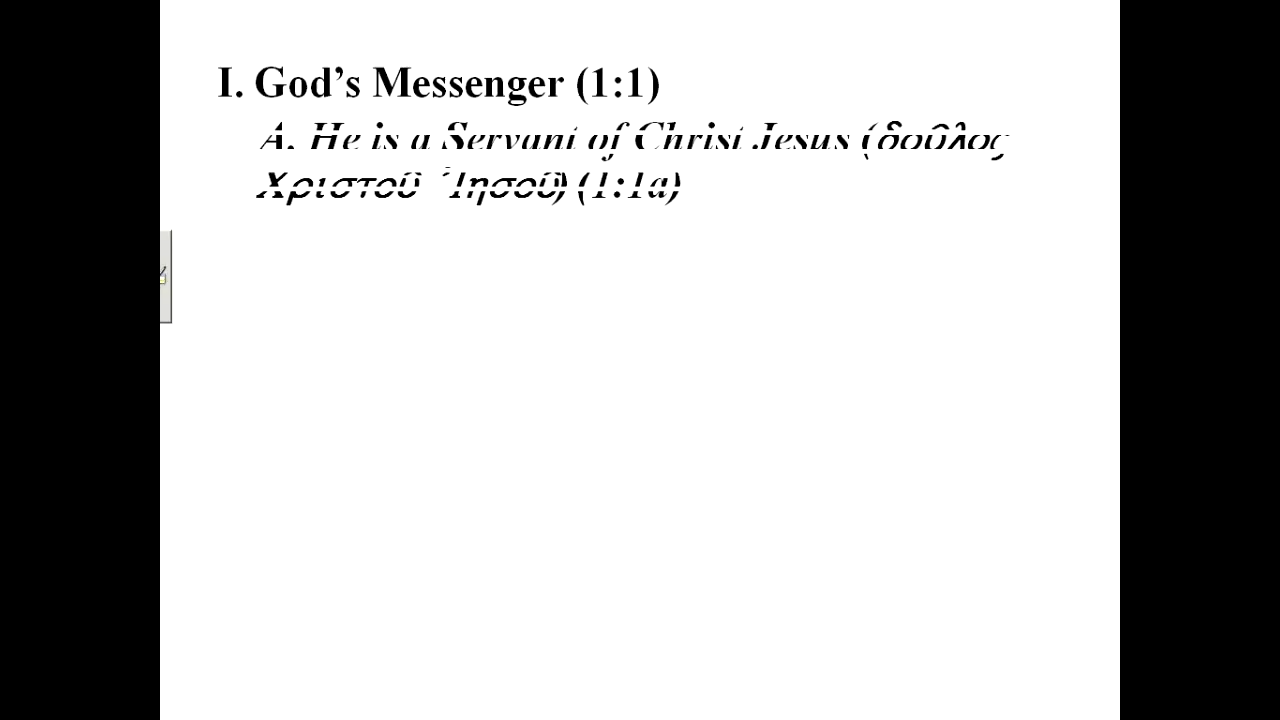 I. God’s Messenger (1:1)
A. He is a Servant of Christ Jesus (δοῦλος
Χριστοῦ Ἰησοῦ) (1:1a)